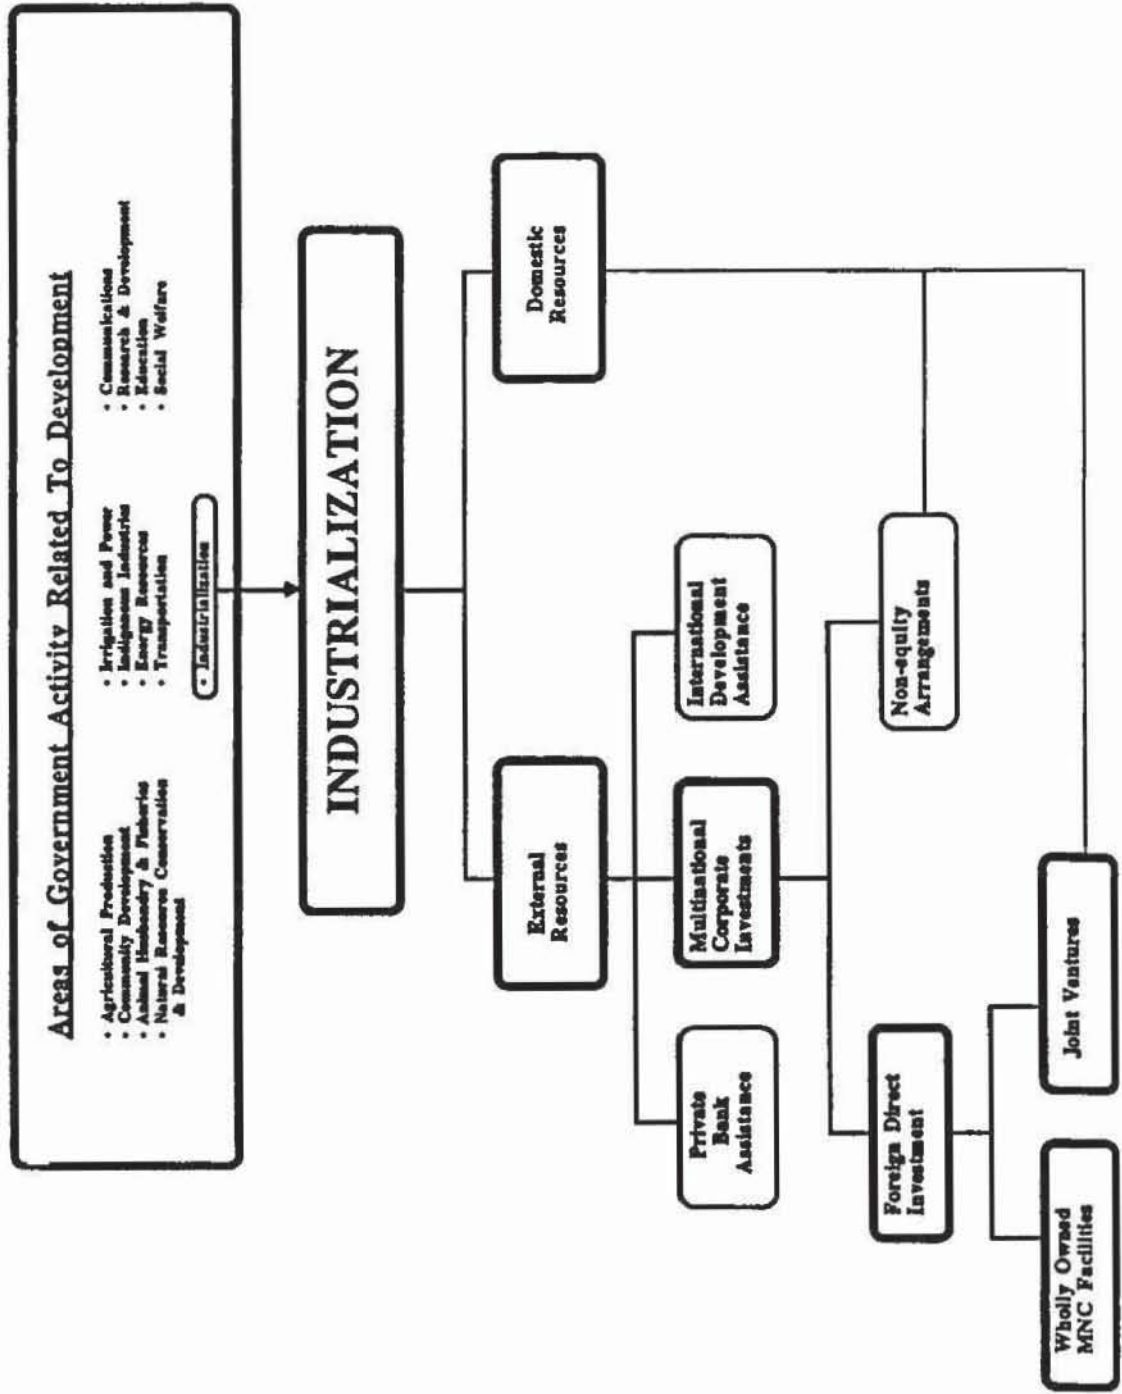 Areas of Government Activity Related To Development
• Agricultural Production
• Community Development
• Animal Husbandry & Fisheries
• Natural Resource Conservation
& Development
• Irrigation and Power
• Indigenous Industries
• Energy Resources
• Transportation
• Industrialization
• Communications
• Research & Development
• Education
• Social Welfare
INDUSTRIALIZATION
External
Resources
Domestic
Resources
Private
Bank
Assistance
Multinational
Corporate
Investments
International
Development
Assistance
Foreign Direct
Investment
Non-equity
Arrangements
Wholly Owned
MNC Facilities
Joint Vantures